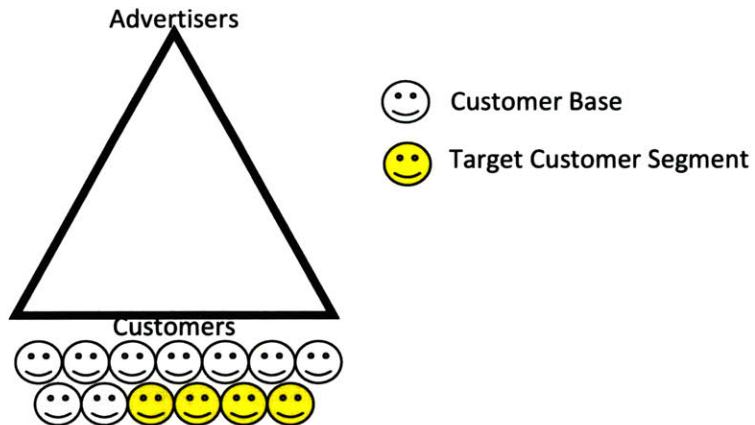 Advertisers
Customer Base
Target Customer Segment
Customers